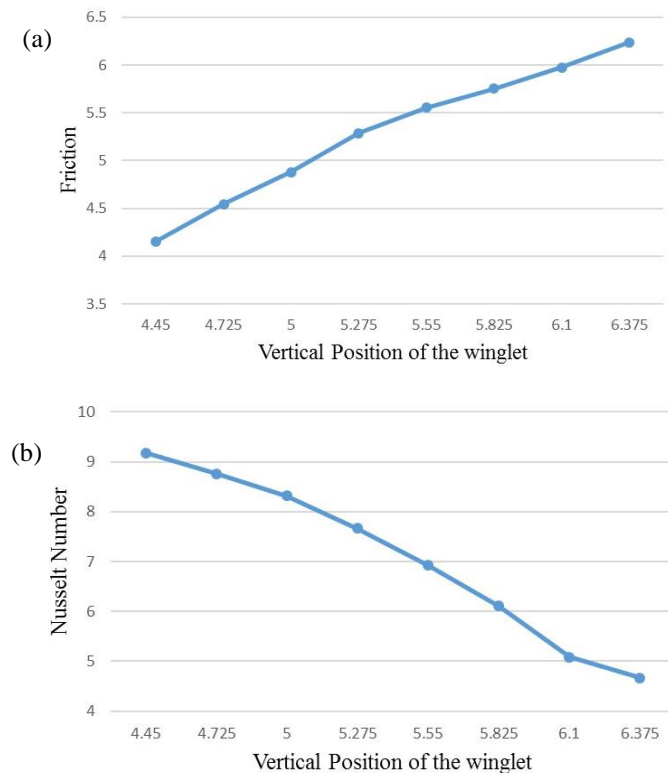 (a)
6.5
6
5.5
5
4.5
4
3.5
Friction
4.45 4.725 5 5.275 5.55 5.825 6.1 6.375
Vertical Position of the winglet
(b)
10
9
8
7
6
5
4
Nusselt Number
4.45 4.725 5 5.275 5.55 5.825 6.1 6.375
Vertical Position of the winglet